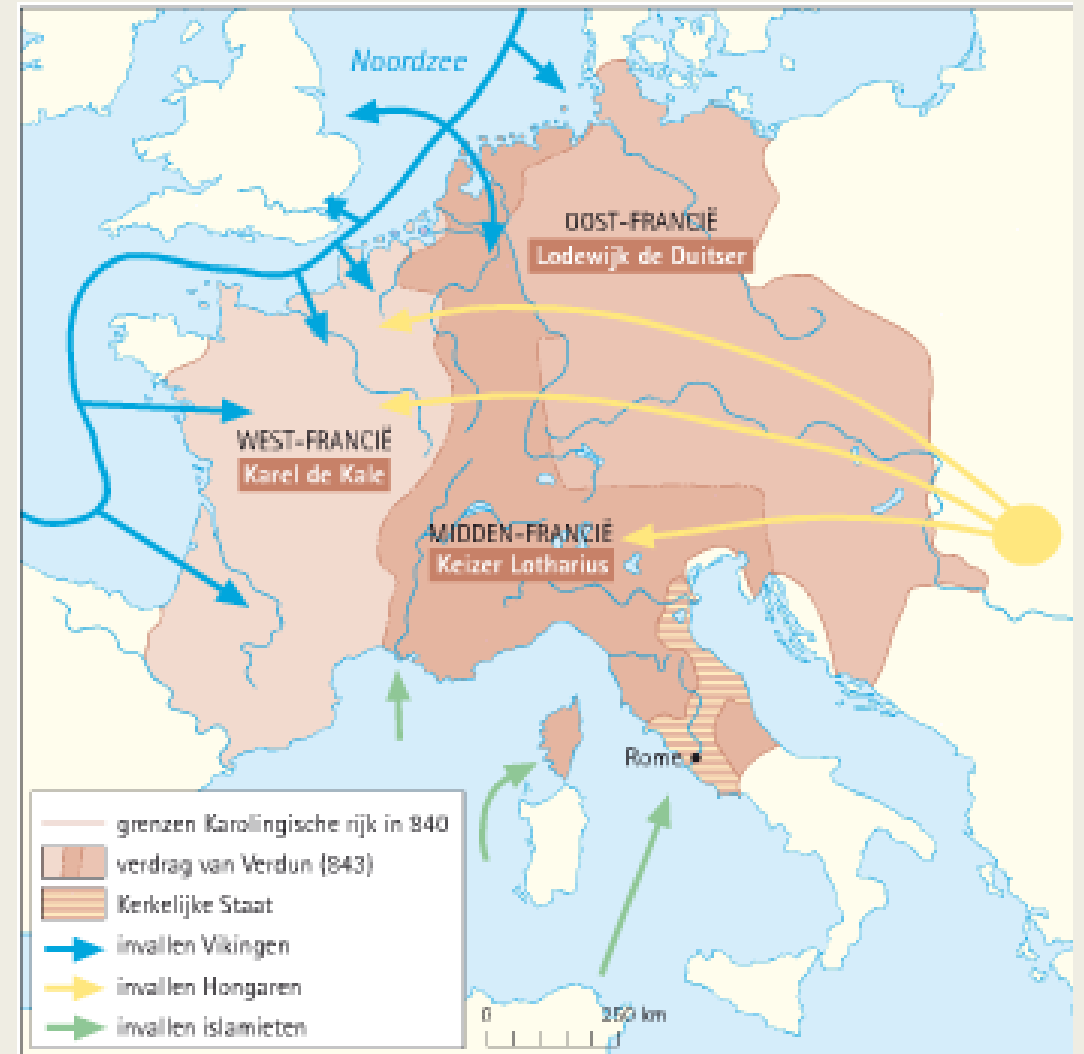 Noordzee
OOST-FRANCIË
Lodewijk de Duitser
WEST-FRANCIË
Karel de Kale
MIDDEN-FRANCIË
Keizer Lotharius
Rome
grenzen Karolingische rijk in 840
verdrag van Verdun (843)
Kerkelijke Staat
invallen Vikingen
invallen Hongaren
invallen islamieten
0 250 km